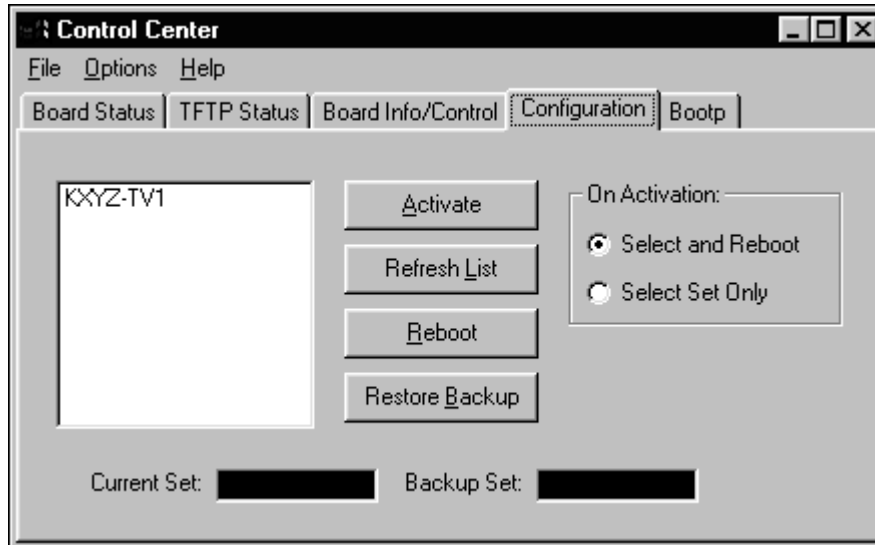 Control Center
File Options Help
Board Status TFTP Status Board Info/Control Configuration Bootp
KXYZ-TV1
Activate
Refresh List
Reboot
Restore Backup
On Activation:
Select and Reboot
Select Set Only
Current Set: Backup Set: